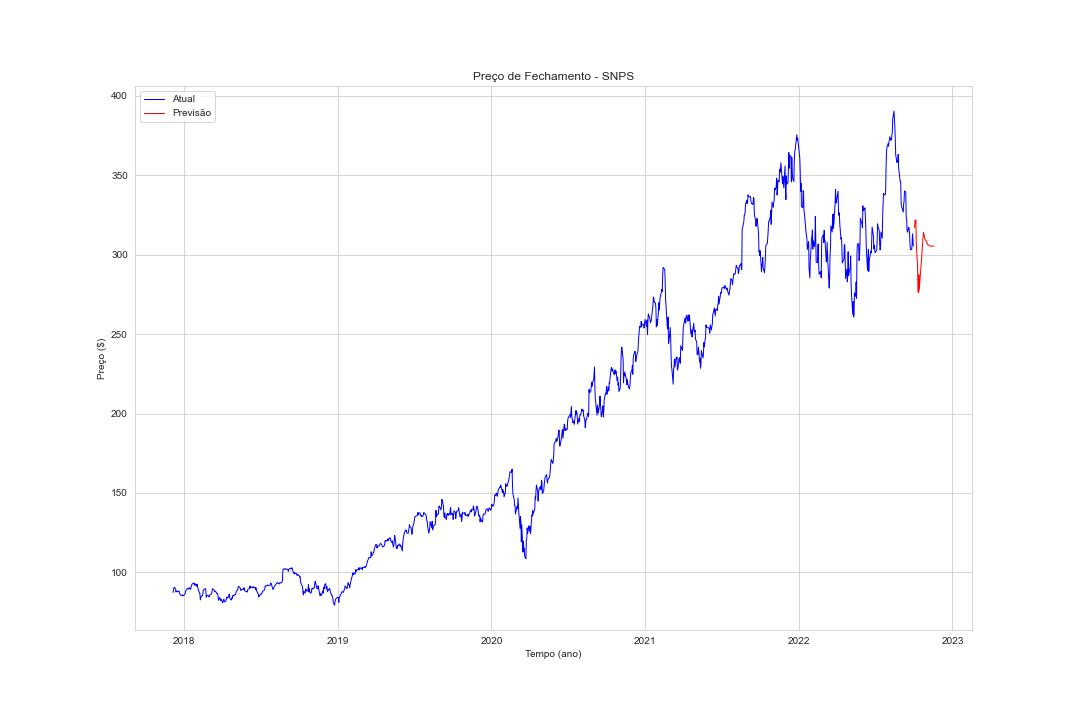 Preço de Fechamento - SNPS
Atual
Previsão
400
350
300
250
200
150
100
Preço ($)
2018
2019
2020
2021
2022
2023
Tempo (ano)